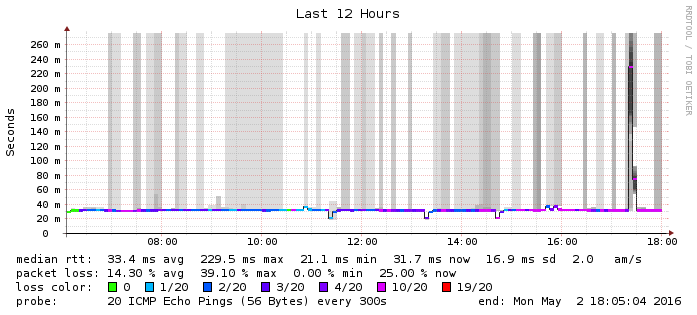 Last 12 Hours
RRDTOOL / TOBI OETIKER
Seconds
260 m
240 m
220 m
200 m
180 m
160 m
140 m
120 m
100 m
80 m
60 m
40 m
20 m
0
08:00 10:00 12:00 14:00 16:00 18:00
median rtt: 33.4 ms avg 229.5 ms max 21.1 ms min 31.7 ms now 16.9 ms sd 2.0 am/s
packet loss: 14.30 % avg 39.10 % max 0.00 % min 25.00 % now
loss color: 0 1/20 2/20 3/20 4/20 10/20 19/20
probe: 20 ICMP Echo Pings (56 Bytes) every 300s end: Mon May 2 18:05:04 2016